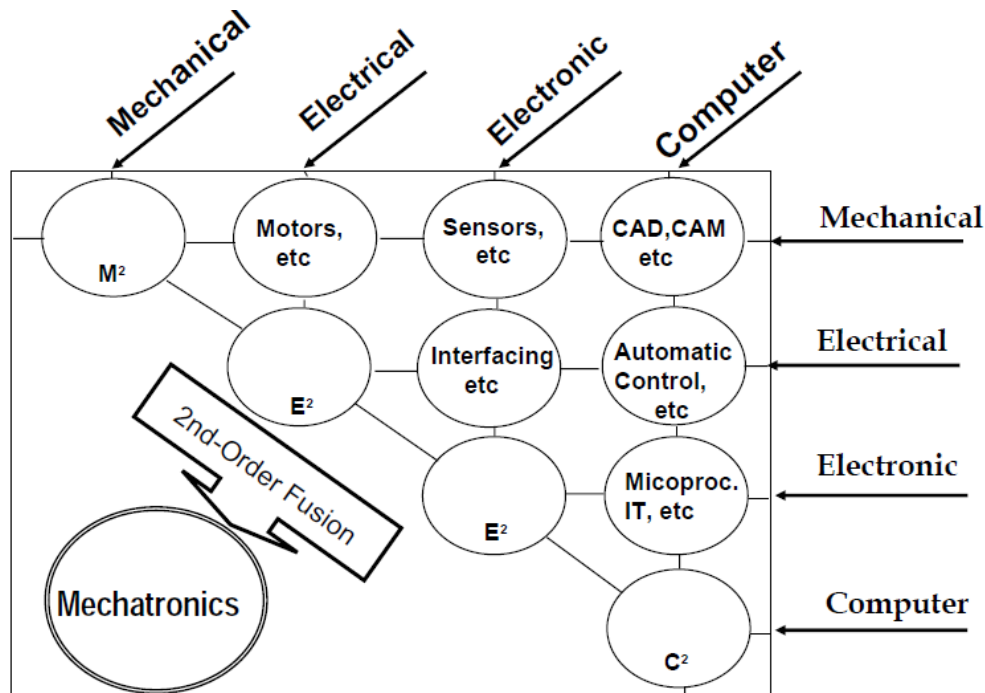 Mechanical
Electrical
Electronic
Computer
Motors,
etc
Sensors,
etc
CAD,CAM
etc
Mechanical
M²
Interfacing
etc
Automatic
Control,
etc
Electrical
E²
2nd-Order Fusion
Micoproc.
IT, etc
Electronic
E²
Mechatronics
Computer
C²